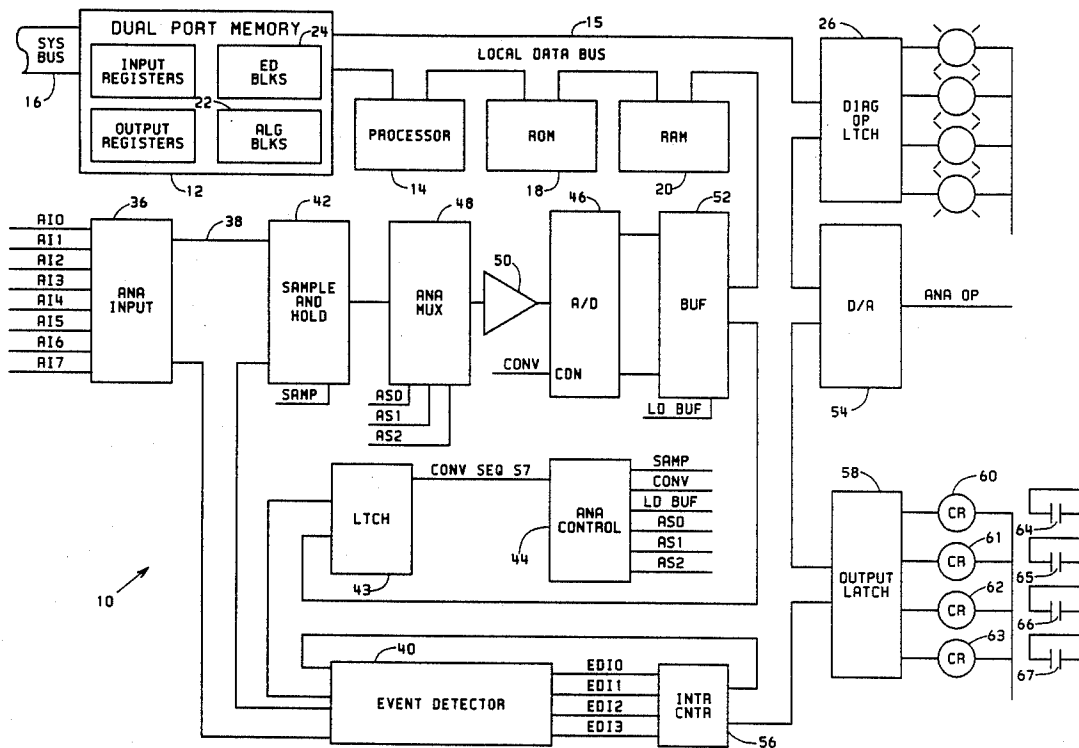 DUAL PORT MEMORY
24
15
26
SYS
BUS
16
INPUT
REGISTERS
ED
BLKS
22
OUTPUT
REGISTERS
ALG
BLKS
12
LOCAL DATA BUS
PROCESSOR
14
ROM
18
RAM
20
DIAG
OP
LTCH
36
38
42
48
46
52
AI0
AI1
AI2
AI3
AI4
AI5
AI6
AI7
ANA
INPUT
SAMPLE
AND
HOLD
SAMP
ANA
MUX
50
AS0
AS1
AS2
A/D
CONV
CON
BUF
LD BUF
D/A
ANA OP
54
LTCH
43
CONV SEQ S7
ANA
CONTROL
44
SAMP
CONV
LD BUF
AS0
AS1
AS2
58
OUTPUT
LATCH
60
CR
61
CR
62
CR
63
CR
64
65
66
67
10
40
EVENT DETECTOR
EDI0
EDI1
EDI2
EDI3
INTR
CNTR
56